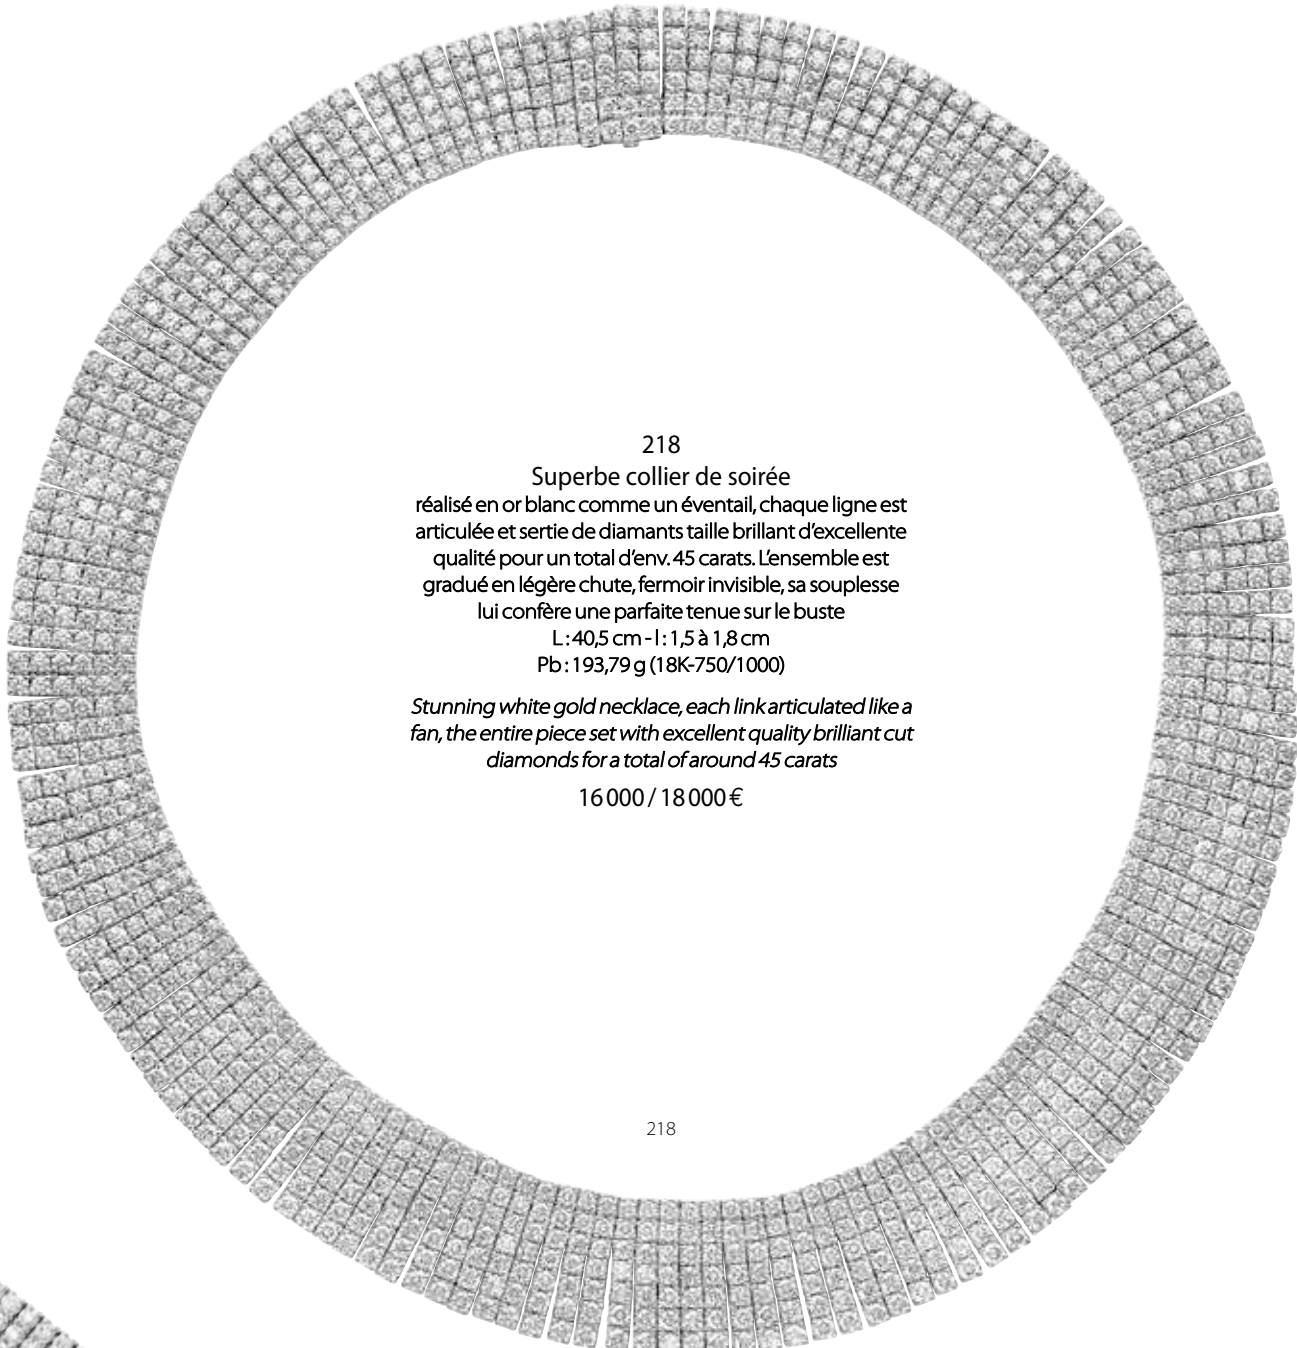 218
Superbe collier de soirée
réalisé en or blanc comme un éventail, chaque ligne est
articulée et sertie de diamants taille brillant d’excellente
qualité pour un total d’env. 45 carats. L’ensemble est
gradué en légère chute, fermoir invisible, sa souplesse
lui confère une parfaite tenue sur le buste
L : 40,5 cm - l : 1,5 à 1,8 cm
Pb : 193,79 g (18K-750/1000)
Stunning white gold necklace, each link articulated like a
fan, the entire piece set with excellent quality brilliant cut
diamonds for a total of around 45 carats
16 000 / 18 000 €
218